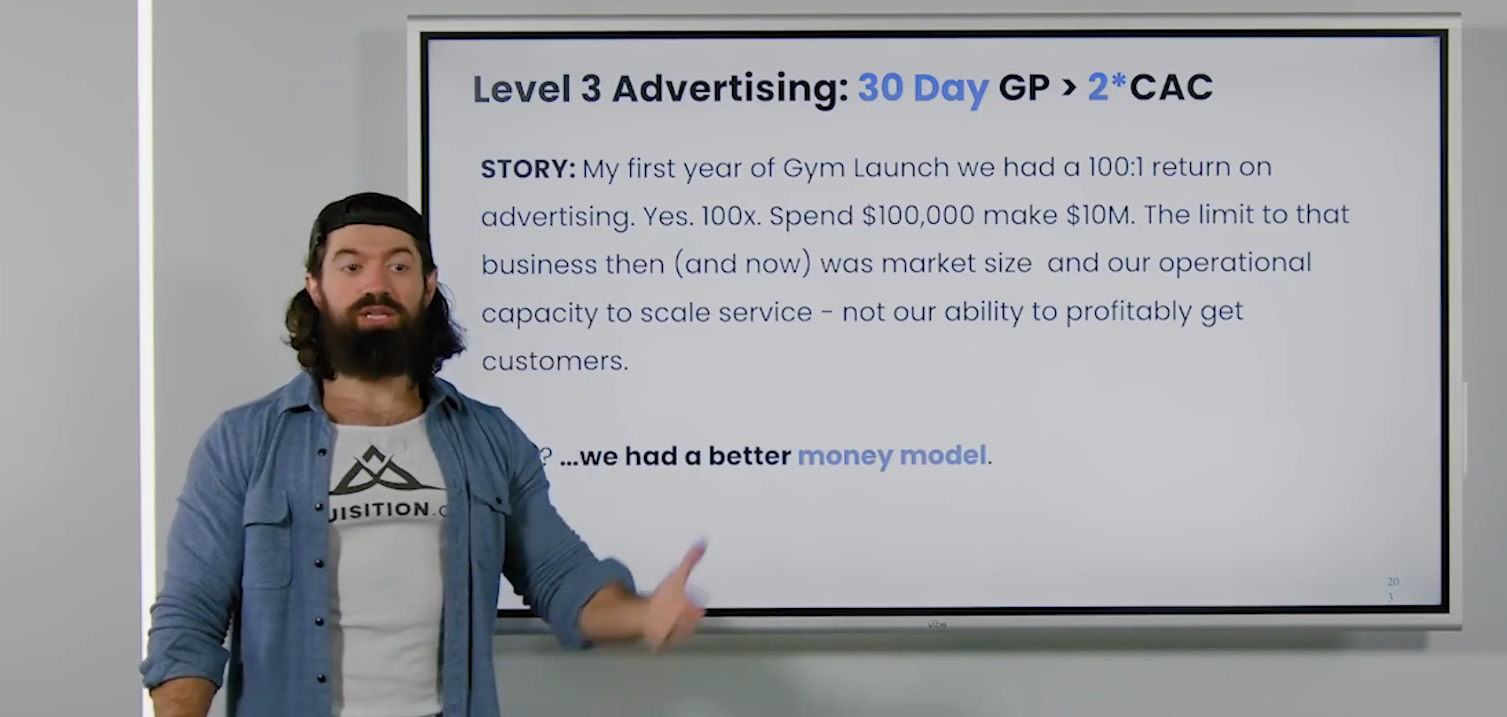 Level 3 Advertising: 30 Day GP > 2*CAC
STORY: My first year of Gym Launch we had a 100:1 return on
advertising. Yes. 100x. Spend $100,000 make $10M. The limit to that
business then (and now) was market size and our operational
capacity to scale service - not our ability to profitably get
customers.
? ...we had a better money model.
UISITION.C
20
3
vibe